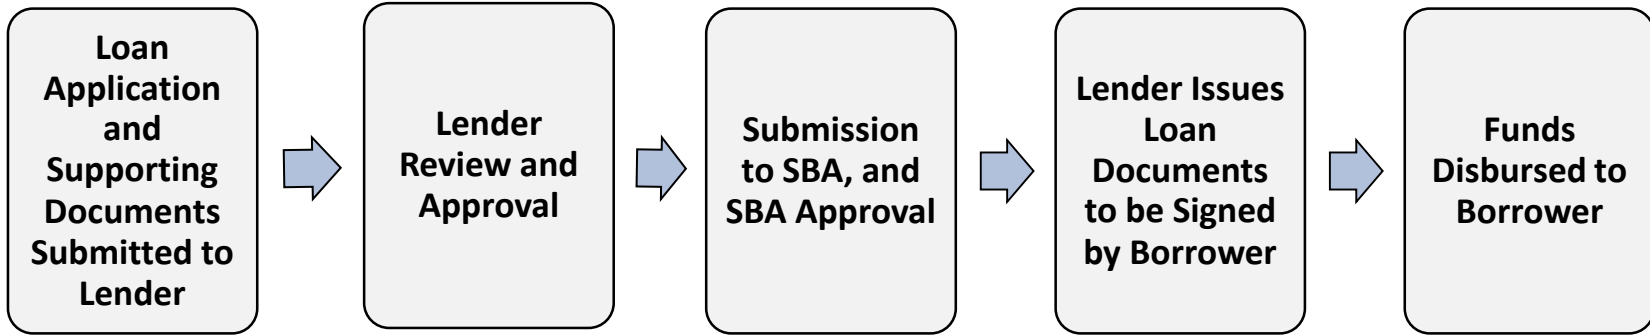 Loan
Application
and
Supporting
Documents
Submitted to
Lender
Lender
Review and
Approval
Submission
to SBA, and
SBA Approval
Lender Issues
Loan
Documents
to be Signed
by Borrower
Funds
Disbursed to
Borrower